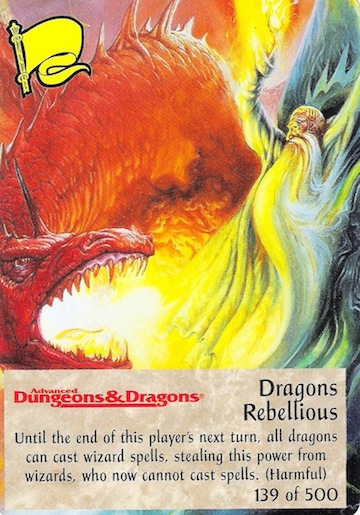 Advanced
Dungeons & Dragons®
Dragons
Rebellious
Until the end of this player's next turn, all dragons
can cast wizard spells, stealing this power from
wizards, who now cannot cast spells. (Harmful)
139 of 500